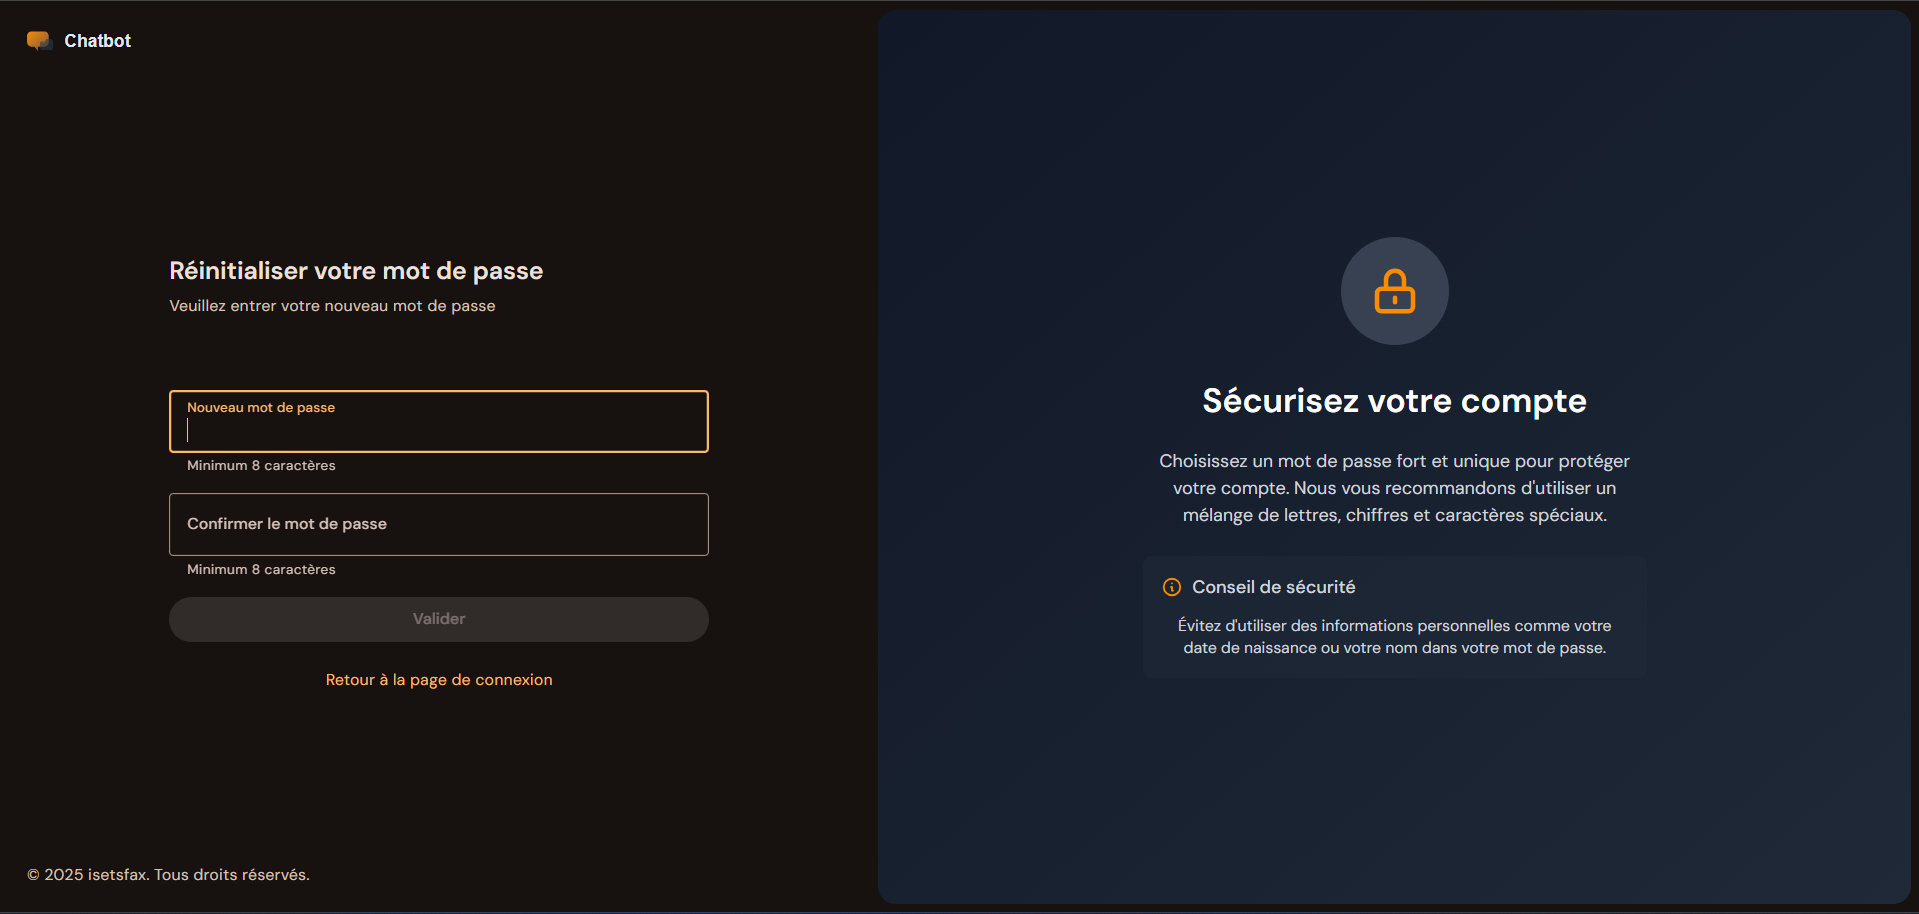 Chatbot
Réinitialiser votre mot de passe
Veuillez entrer votre nouveau mot de passe
Nouveau mot de passe
Minimum 8 caractères
Confirmer le mot de passe
Minimum 8 caractères
Valider
Retour à la page de connexion
© 2025 isetsfax. Tous droits réservés.
Sécurisez votre compte
Choisissez un mot de passe fort et unique pour protéger
votre compte. Nous vous recommandons d'utiliser un
mélange de lettres, chiffres et caractères spéciaux.
Conseil de sécurité
Évitez d'utiliser des informations personnelles comme votre
date de naissance ou votre nom dans votre mot de passe.